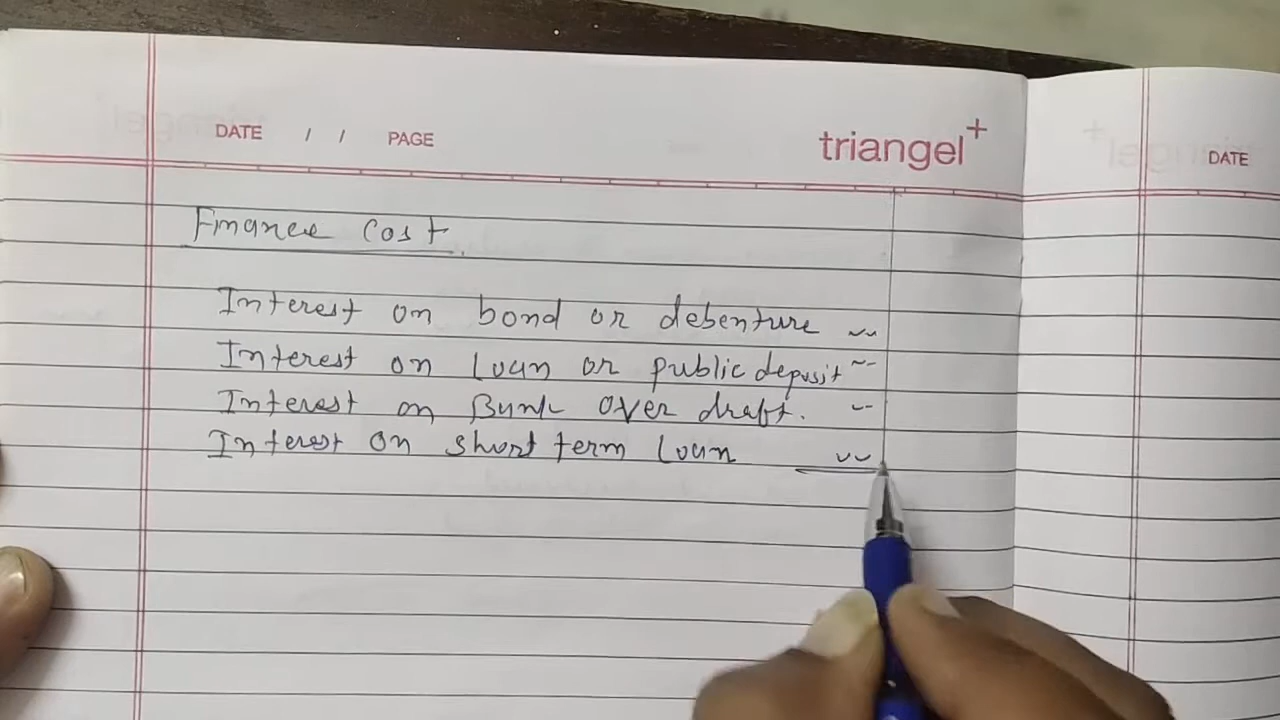 DATE / / PAGE
triangel+
DATE
Finance cost.
Interest on bond or debenture
Interest on Loan or public deposit
Interest on Bank over draft.
Interest on short term Loan